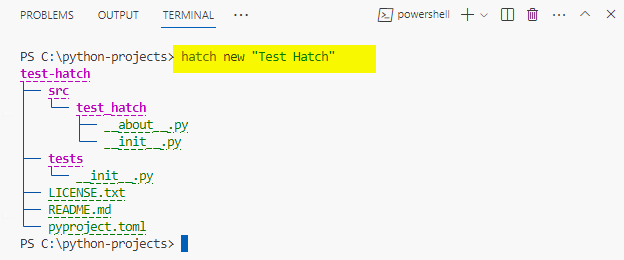 PROBLEMS OUTPUT TERMINAL ··· powershell
PS C:\python-projects> hatch new "Test Hatch"
test-hatch
├── src
│   └── test_hatch
│       ├── __about__.py
│       └── __init__.py
├── tests
│   └── __init__.py
├── LICENSE.txt
├── README.md
└── pyproject.toml
PS C:\python-projects>